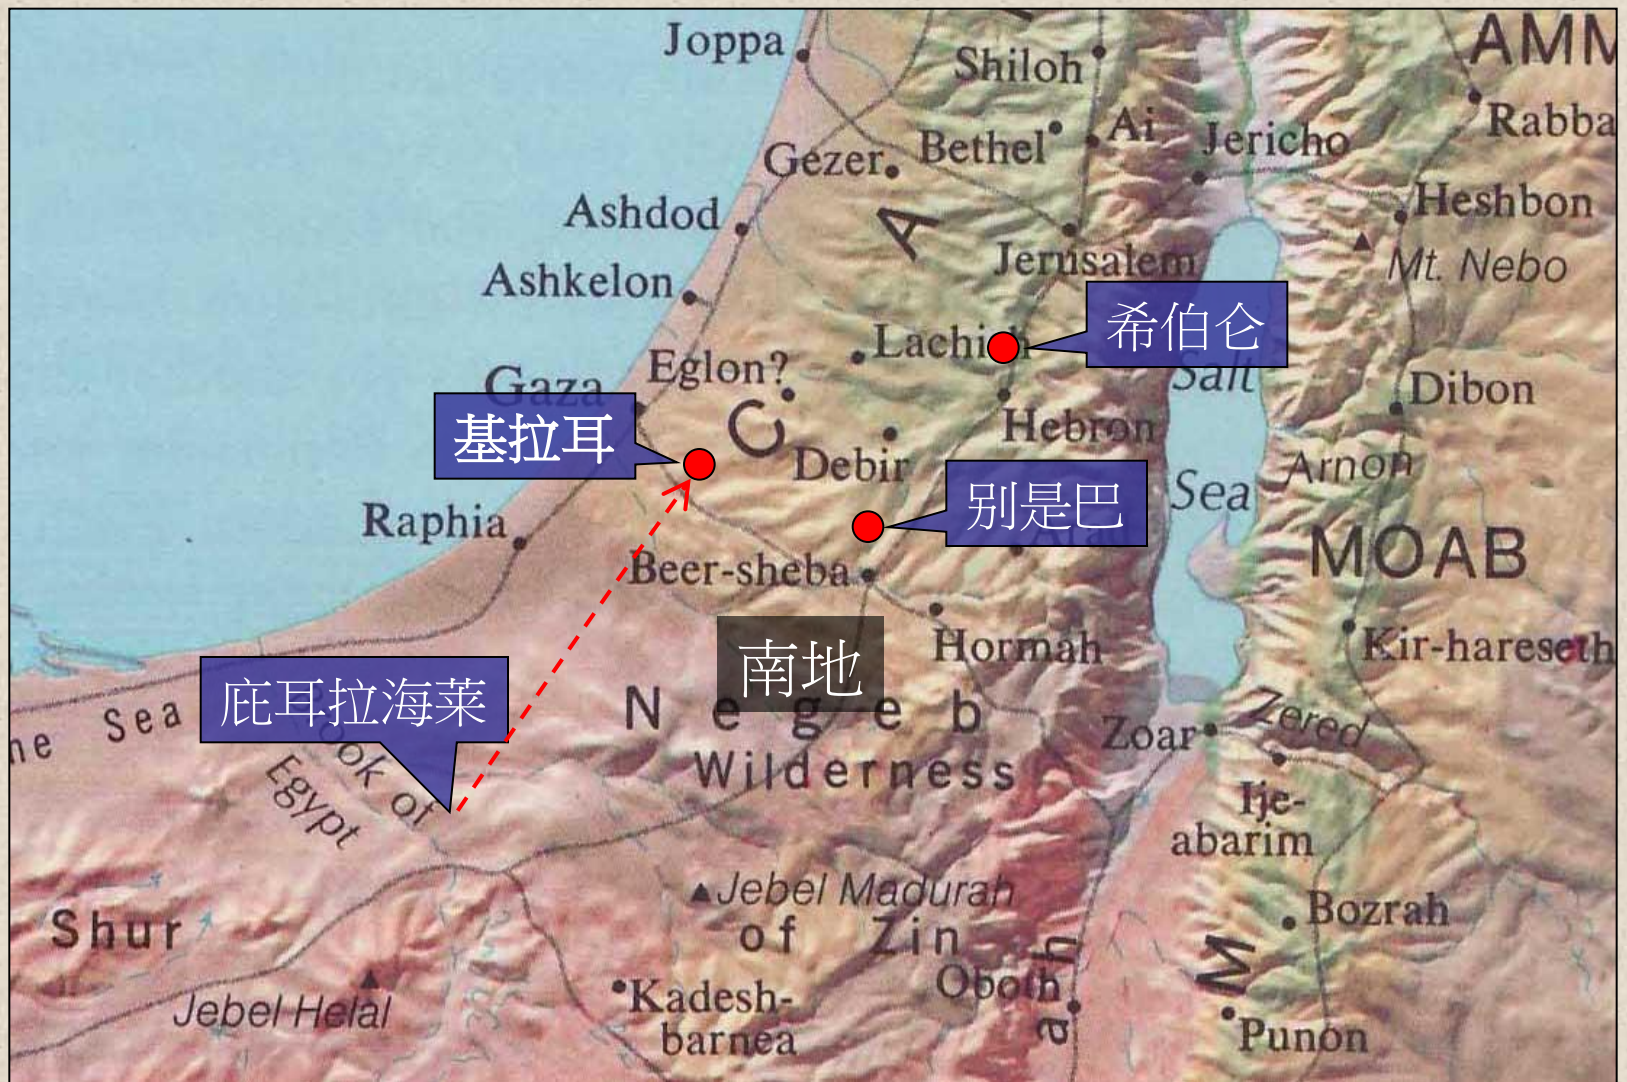 Joppa
Shiloh
AMM
Rabba
Bethel
Ai
Jericho
Gezer
Heshbon
Ashdod
A
Jerusalem
Mt. Nebo
Ashkelon
希伯仑
Eglon?
Salt
Gaza
Dibon
基拉耳
C
Hebron
Debir
Arnon
Sea
别是巴
Raphia
MOAB
Beer-sheba
Hormah
Kir-hareseth
南地
庇耳拉海莱
Negeb
Sea
Zoar
Zered
Wilderness
of
Egypt
Ije-
abarim
Jebel Madurah
Shur
of Zin
Bozrah
M
Oboth
ah
Kadesh-
barnea
Jebel Helal
Punon